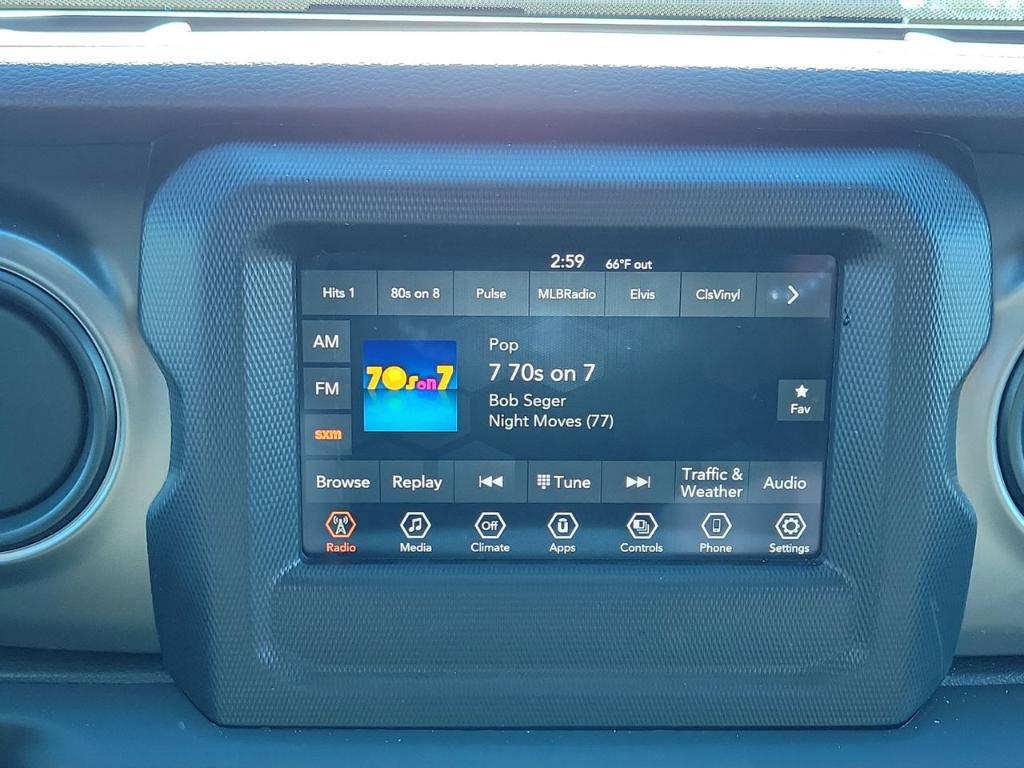 2:59 66°F out
Hits 1 80s on 8 Pulse MLBRadio Elvis ClsVinyl
AM
FM
sxm
70s on 7
Pop
7 70s on 7
Bob Seger
Night Moves (77)
Fav
Browse Replay Tune Traffic & Weather Audio
Off ū
Radio Media Climate Apps Controls Phone Settings